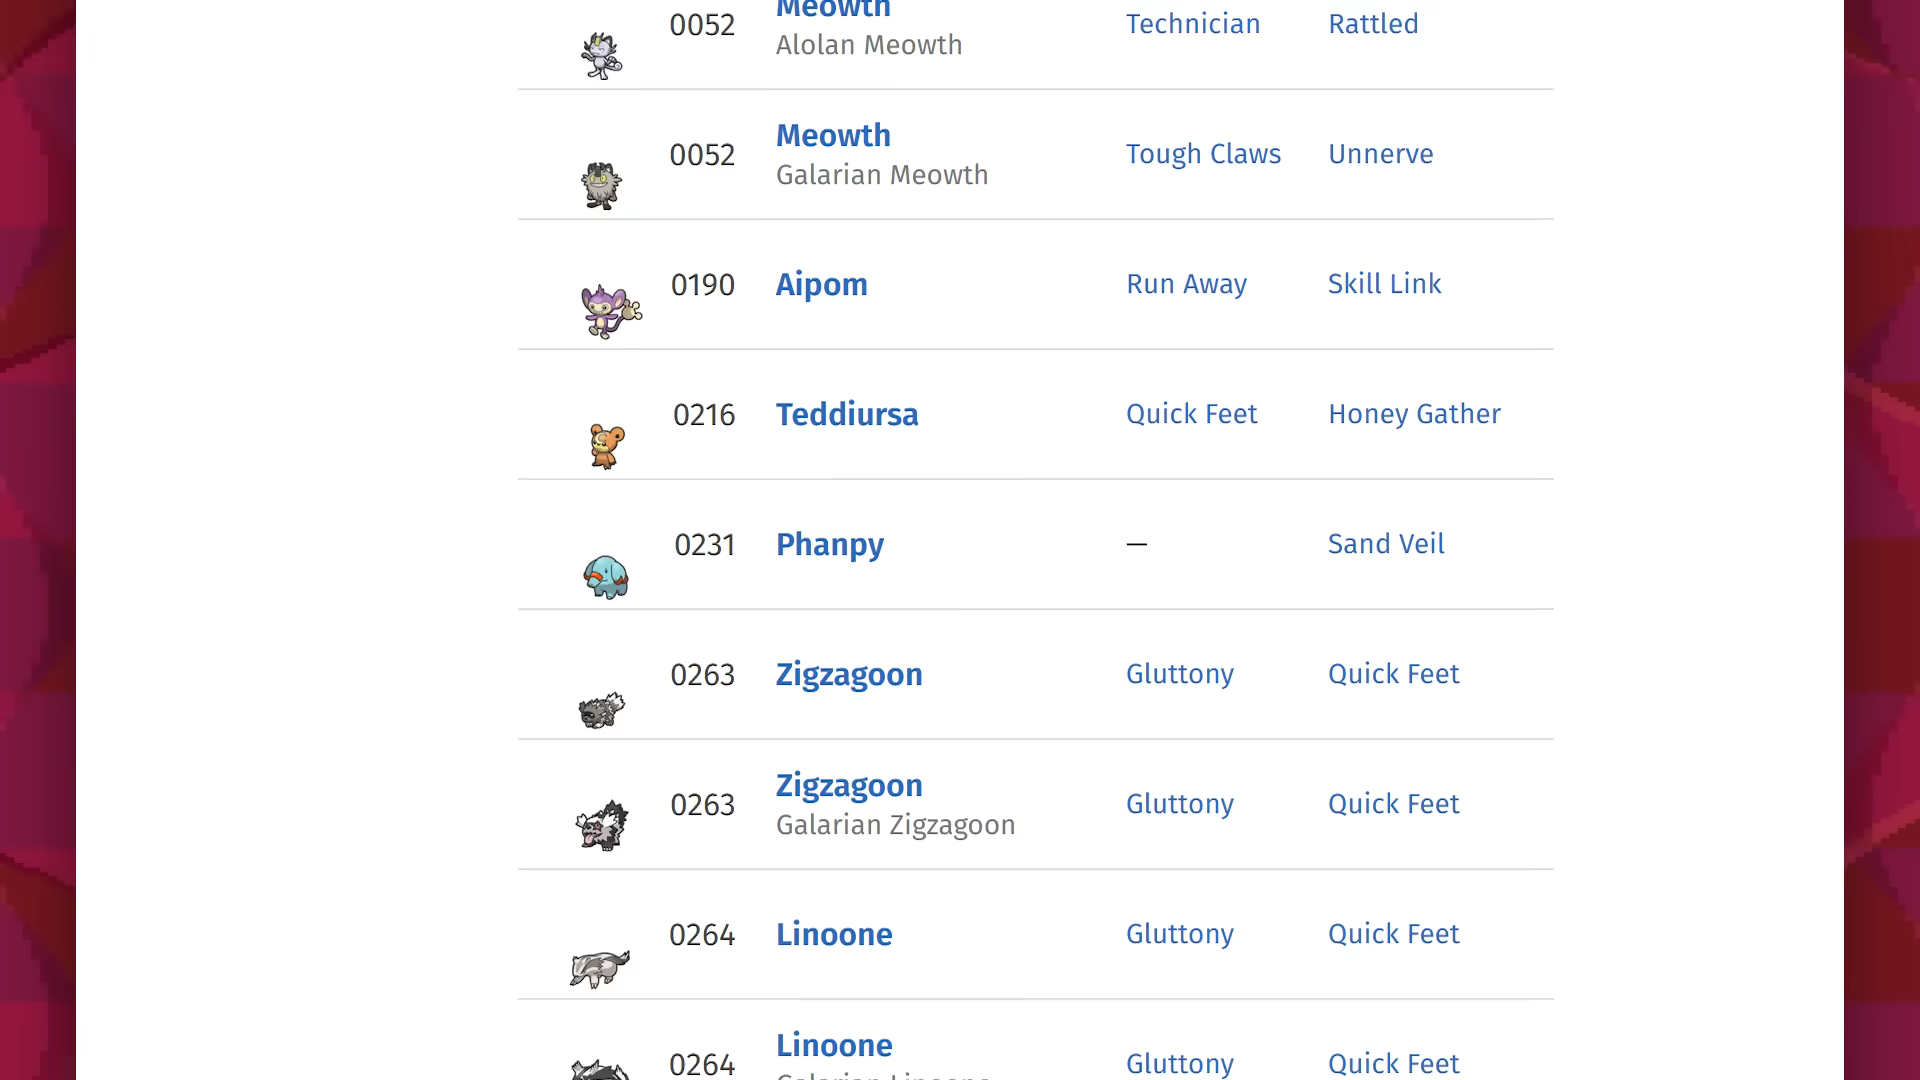 0052 Meowth Technician Rattled
Alolan Meowth
0052 Meowth Tough Claws Unnerve
Galarian Meowth
0190 Aipom Run Away Skill Link
0216 Teddiursa Quick Feet Honey Gather
0231 Phanpy — Sand Veil
0263 Zigzagoon Gluttony Quick Feet
0263 Zigzagoon Gluttony Quick Feet
Galarian Zigzagoon
0264 Linoone Gluttony Quick Feet
0264 Linoone Gluttony Quick Feet
Galarian Linoone